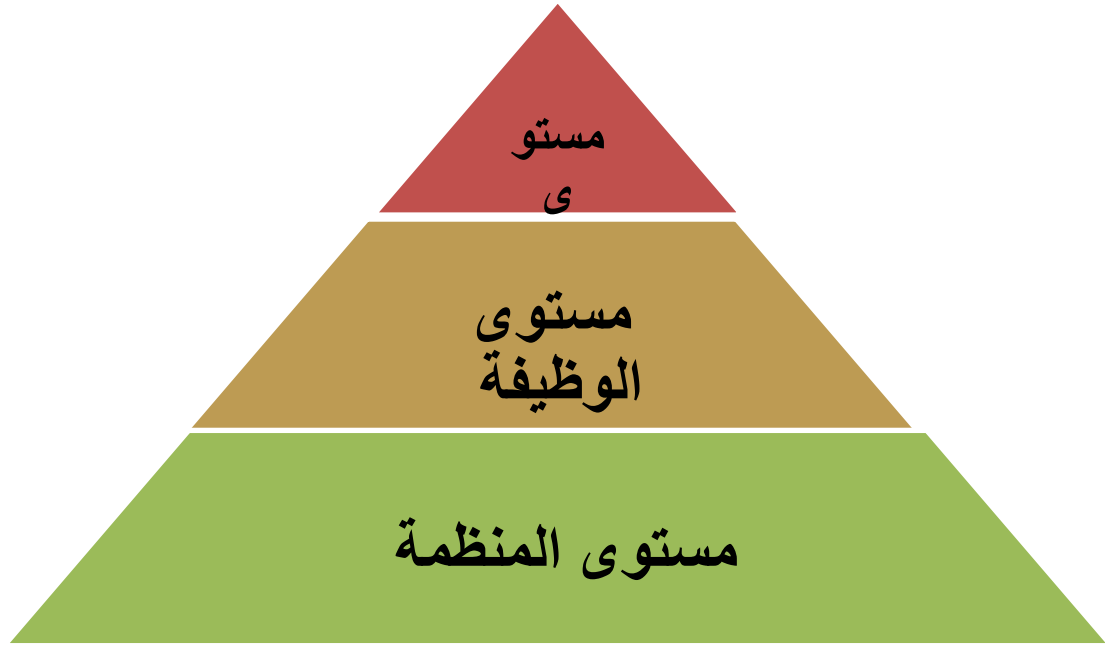 مستو
ى
مستوى
الوظيفة
مستوى المنظمة